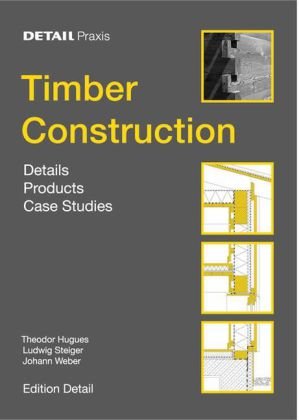 DETAIL Praxis
Timber
Construction
Details
Products
Case Studies
Theodor Hugues
Ludwig Steiger
Johann Weber
Edition Detail